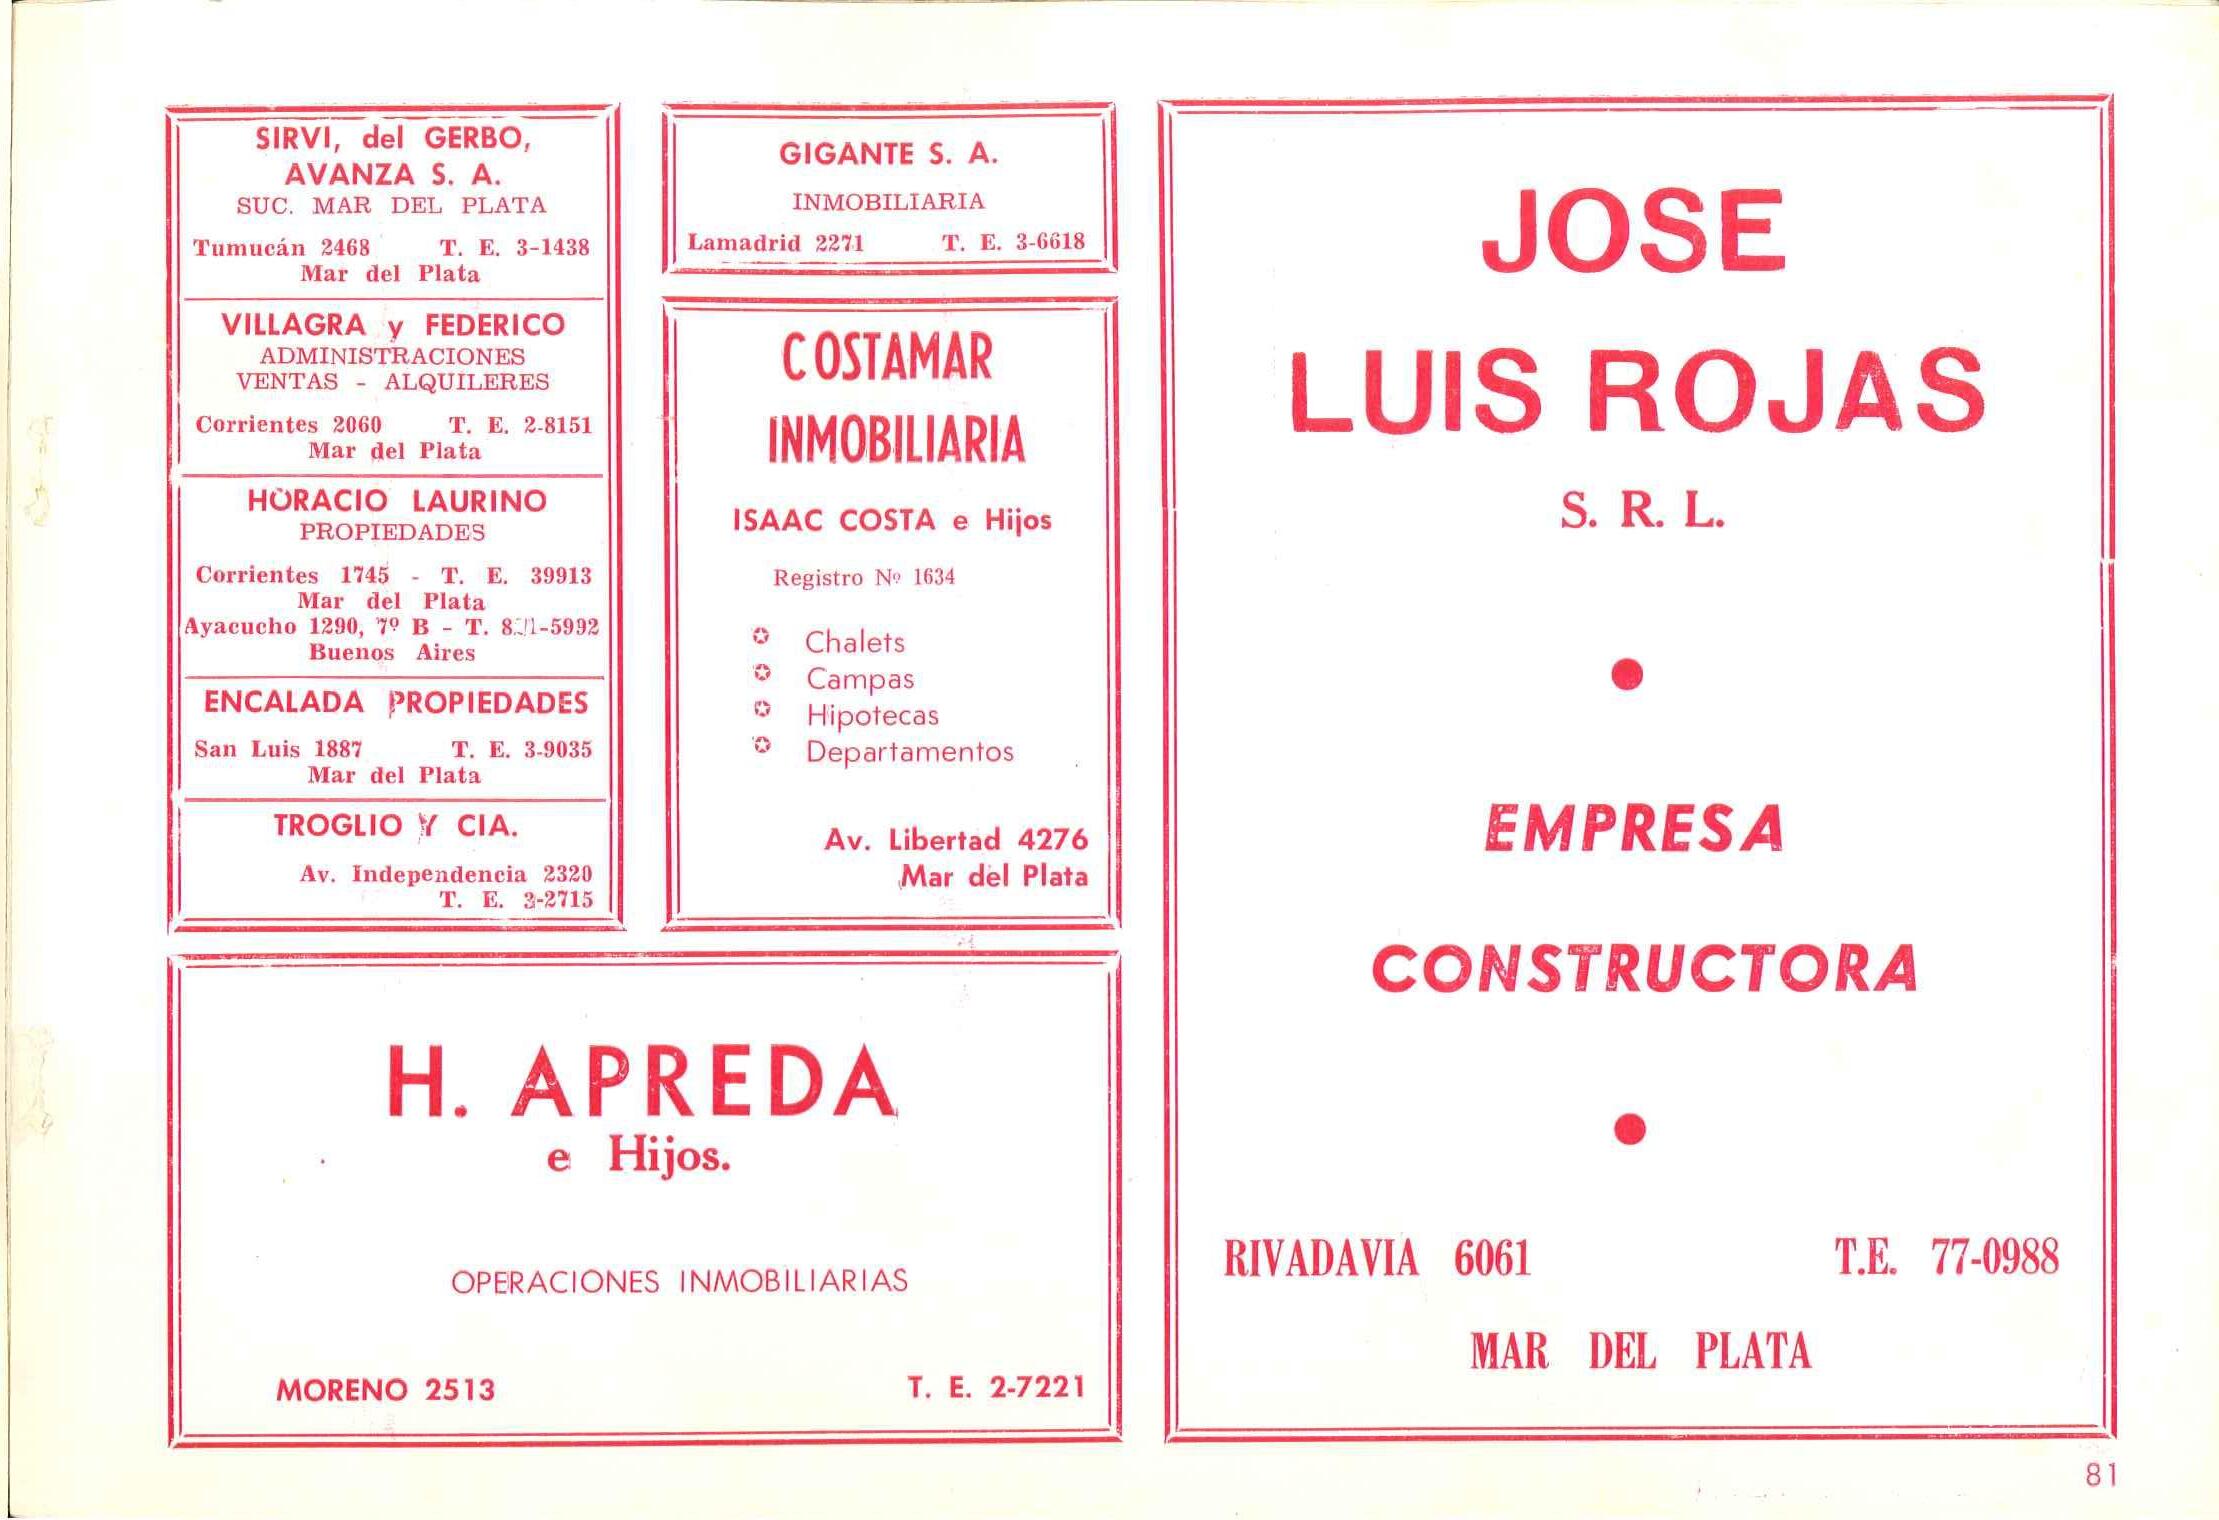 SIRVI, del GERBO,
AVANZA S. A.
SUC. MAR DEL PLATA
Tumucán 2468 T. E. 3-1438
Mar del Plata
VILLAGRA y FEDERICO
ADMINISTRACIONES
VENTAS - ALQUILERES
Corrientes 2060 T. E. 2-8151
Mar del Plata
HORACIO LAURINO
PROPIEDADES
Corrientes 1745 - T. E. 39913
Mar del Plata
Ayacucho 1290, 7º B - T.
Buenos Aires
ENCALADA PROPIEDADES
San Luis 1887 T. E. 3-9035
Mar del Plata
TROGLIO Y CIA.
Av. Independencia 2320
T. E. 3-2715
GIGANTE S. A.
INMOBILIARIA
Lamadrid 2271 T. E. 3-6618
COSTAMAR
INMOBILIARIA
ISAAC COSTA e Hijos
Registro Nº 1634
Chalets
Campas
Hipotecas
Departamentos
Av. Libertad 4276
Mar del Plata
H. APREDA
e Hijos.
OPERACIONES INMOBILIARIAS
MORENO 2513 T. E. 2-7221
JOSE
LUIS ROJAS
S. R. L.
EMPRESA
CONSTRUCTORA
RIVADAVIA 6061 T.E. 77-0988
MAR DEL PLATA
81